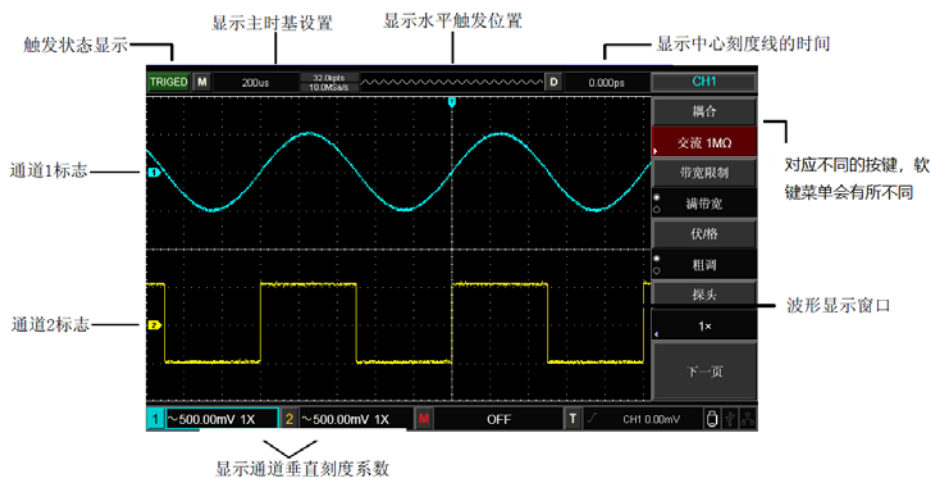 显示主时基设置
显示水平触发位置
触发状态显示
显示中心刻度线的时间
TRIGED M 200us 32.0kpts 10.0MSa/s D 0.000ps CH1
耦合
交流 1MΩ
带宽限制
满带宽
伏/格
粗调
探头
1×
下一页
通道1标志
1
对应不同的按键，软
键菜单会有所不同
通道2标志
2
波形显示窗口
1 ～500.00mV 1X 2 ～500.00mV 1X M OFF T CH1 0.00mV
显示通道垂直刻度系数